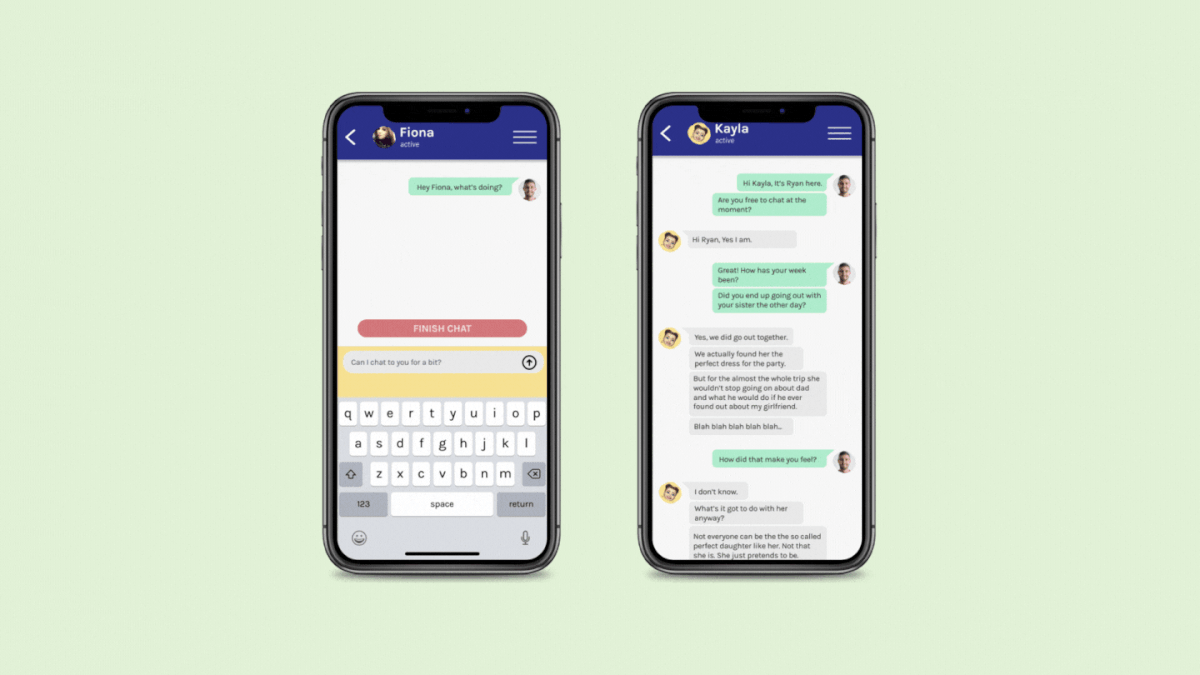 Fiona
active
Hey Fiona, what's doing?
FINISH CHAT
Can I chat to you for a bit?
q w e r t y u i o p
a s d f g h j k l
z x c v b n m
123 space return
Kayla
active
Hi Kayla, It's Ryan here.
Are you free to chat at the
moment?
Hi Ryan, Yes I am.
Great! How has your week
been?
Did you end up going out with
your sister the other day?
Yes, we did go out together.
We actually found her the
perfect dress for the party.
But for the almost the whole trip she
wouldn't stop going on about dad
and what he would do if he ever
found out about my girlfriend.
Blah blah blah blah blah...
How did that make you feel?
I don't know.
What's it got to do with her
anyway?
Not everyone can be the the so called
perfect daughter like her. Not that
she is. She just pretends to be.